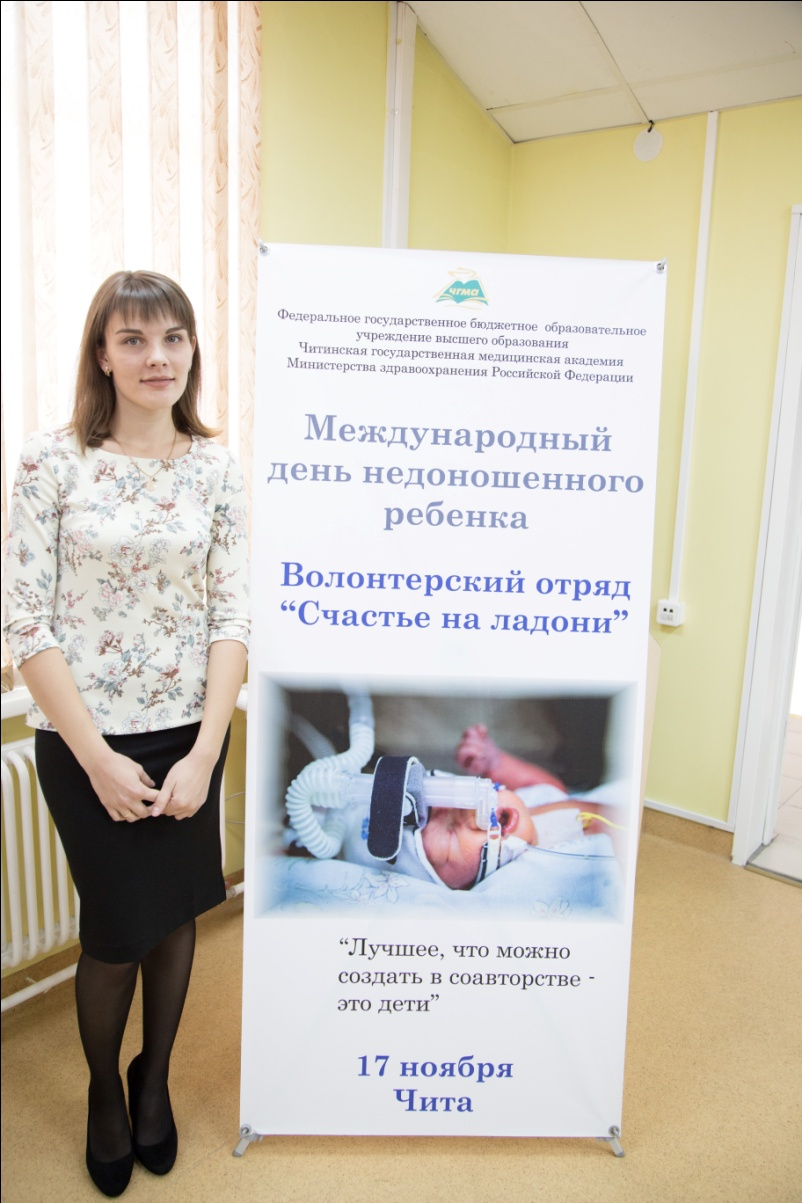 ЧГМА
Федеральное государственное бюджетное образовательное
учреждение высшего образования
Читинская государственная медицинская академия
Министерства здравоохранения Российской Федерации
Международный
день недоношенного
ребенка
Волонтерский отряд
“Счастье на ладони”
“Лучшее, что можно
создать в соавторстве -
это дети”
17 ноября
Чита